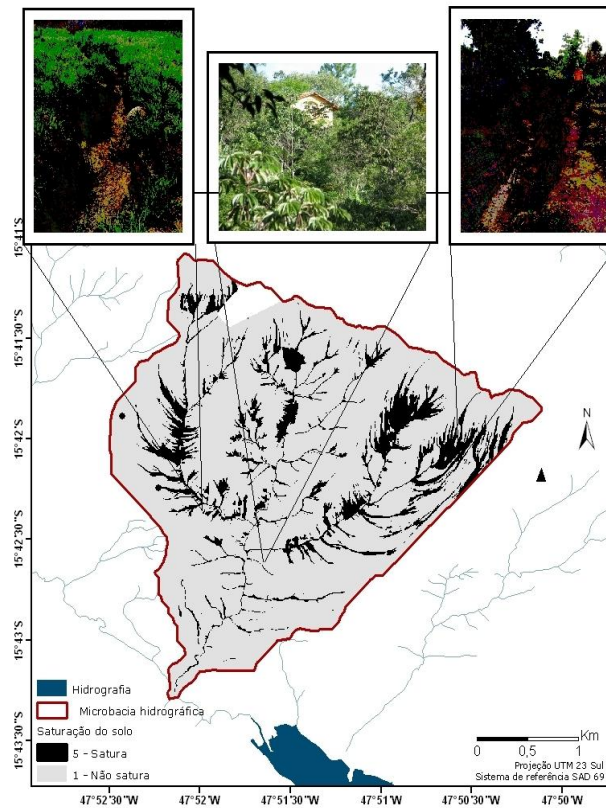 15°41'S
15°41'30"S
15°42'S
15°42'30"S
15°43'S
15°43'30"S
N
Hidrografia
Microbacia hidrográfica
Saturação do solo
5 - Satura
1 - Não satura
Km
0 0,5 1
Projeção UTM 23 Sul
Sistema de referência SAD 69
47°52'30"W 47°52'W 47°51'30"W 47°51'W 47°50'30"W 47°50'W